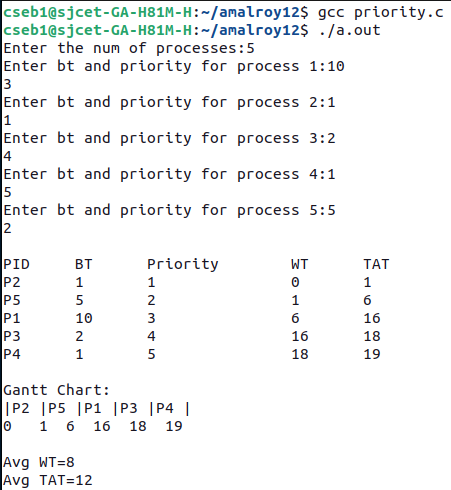 cseb1@sjcet-GA-H81M-H:~/amalroy12$ gcc priority.c
cseb1@sjcet-GA-H81M-H:~/amalroy12$ ./a.out
Enter the num of processes:5
Enter bt and priority for process 1:10
3
Enter bt and priority for process 2:1
1
Enter bt and priority for process 3:2
4
Enter bt and priority for process 4:1
5
Enter bt and priority for process 5:5
2
PID     BT      Priority        WT      TAT
P2      1       1               0       1
P5      5       2               1       6
P1      10      3               6       16
P3      2       4               16      18
P4      1       5               18      19
Gantt Chart:
|P2 |P5 |P1 |P3 |P4 |
0   1  6  16  18  19
Avg WT=8
Avg TAT=12